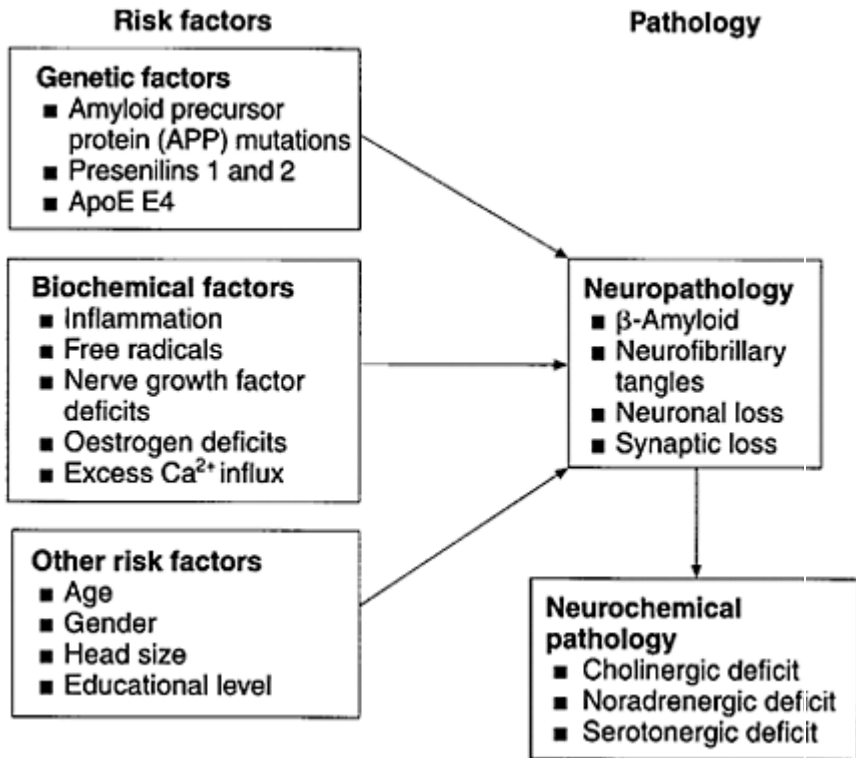 Risk factors
Genetic factors
■ Amyloid precursor
protein (APP) mutations
■ Presenilins 1 and 2
■ ApoE E4
Biochemical factors
■ Inflammation
■ Free radicals
■ Nerve growth factor
deficits
■ Oestrogen deficits
■ Excess Ca²⁺ influx
Other risk factors
■ Age
■ Gender
■ Head size
■ Educational level
Pathology
Neuropathology
■ β-Amyloid
■ Neurofibrillary
tangles
■ Neuronal loss
■ Synaptic loss
Neurochemical
pathology
■ Cholinergic deficit
■ Noradrenergic deficit
■ Serotonergic deficit